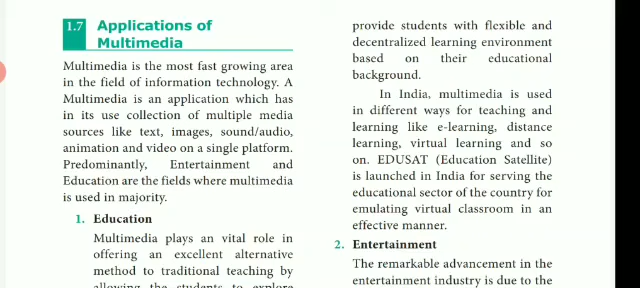 1.7 Applications of
Multimedia
Multimedia is the most fast growing area
in the field of information technology. A
Multimedia is an application which has
in its use collection of multiple media
sources like text, images, sound/audio,
animation and video on a single platform.
Predominantly, Entertainment and
Education are the fields where multimedia
is used in majority.
1. Education
Multimedia plays an vital role in
offering an excellent alternative
method to traditional teaching by
allowing the students to explore
provide students with flexible and
decentralized learning environment
based on their educational
background.
In India, multimedia is used
in different ways for teaching and
learning like e-learning, distance
learning, virtual learning and so
on. EDUSAT (Education Satellite)
is launched in India for serving the
educational sector of the country for
emulating virtual classroom in an
effective manner.
2. Entertainment
The remarkable advancement in the
entertainment industry is due to the